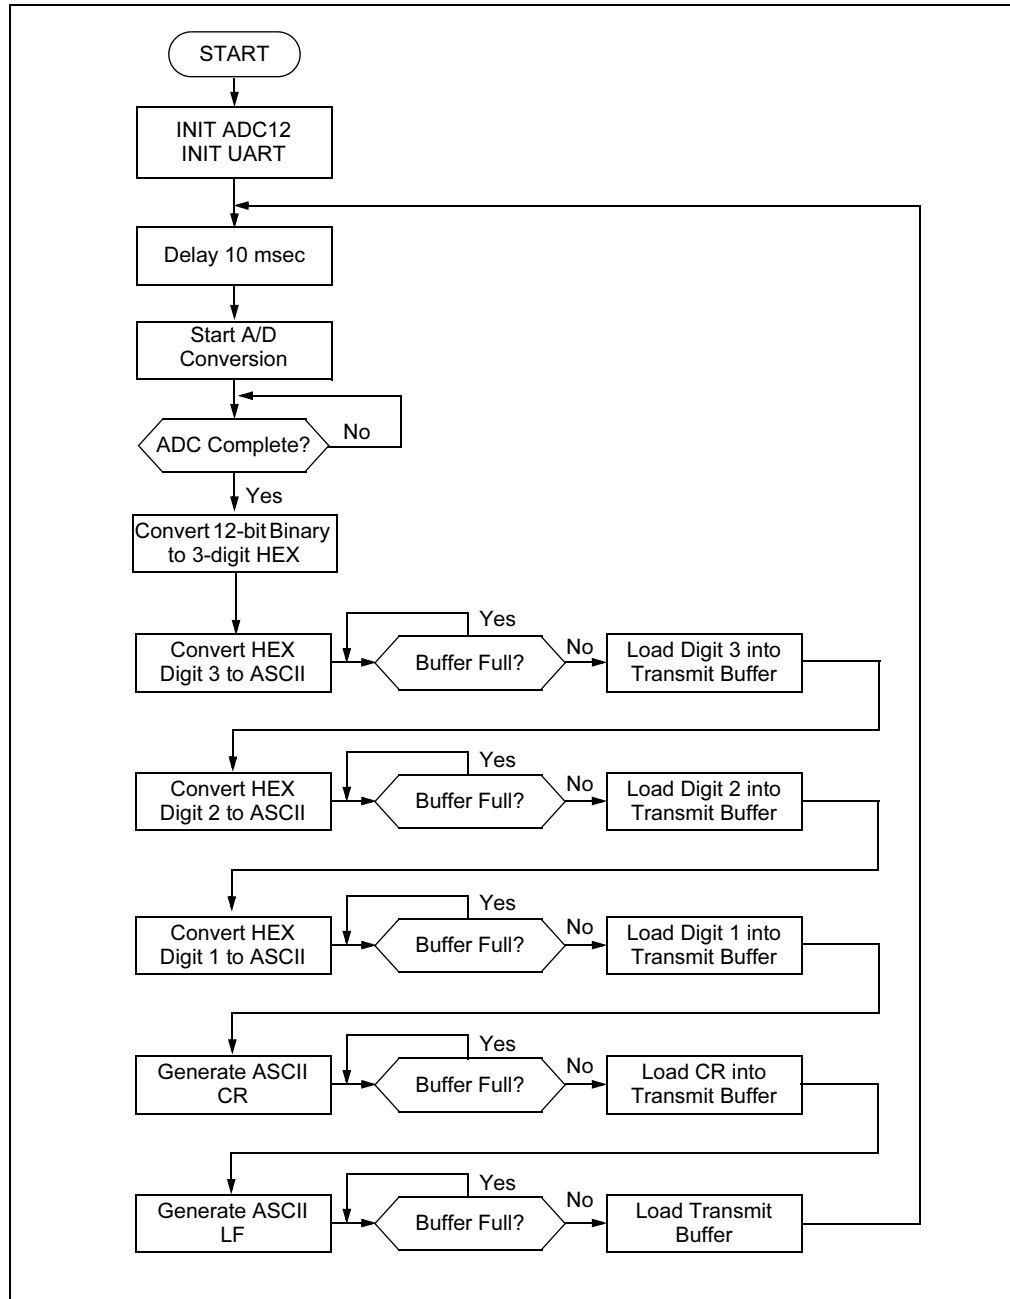 START
INIT ADC12
INIT UART
Delay 10 msec
Start A/D
Conversion
ADC Complete?
No
Yes
Convert 12-bit Binary
to 3-digit HEX
Convert HEX
Digit 3 to ASCII
Yes
Buffer Full?
No
Load Digit 3 into
Transmit Buffer
Convert HEX
Digit 2 to ASCII
Yes
Buffer Full?
No
Load Digit 2 into
Transmit Buffer
Convert HEX
Digit 1 to ASCII
Yes
Buffer Full?
No
Load Digit 1 into
Transmit Buffer
Generate ASCII
CR
Yes
Buffer Full?
No
Load CR into
Transmit Buffer
Generate ASCII
LF
Yes
Buffer Full?
No
Load Transmit
Buffer